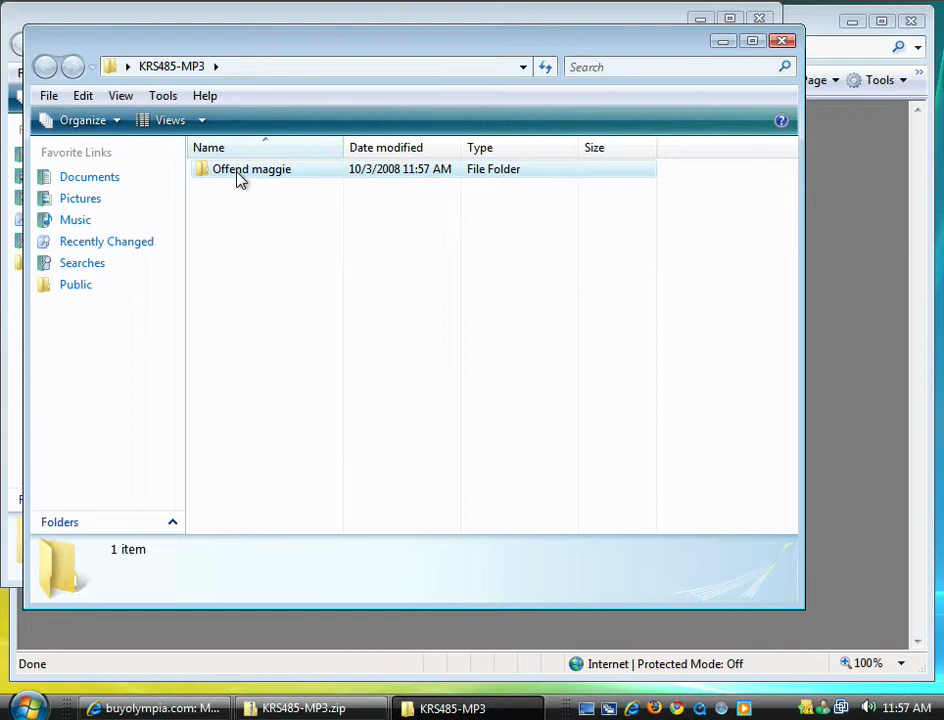 KRS485-MP3
Search
File Edit View Tools Help
Page Tools
Organize Views
Favorite Links
Name Date modified Type Size
Offend maggie 10/3/2008 11:57 AM File Folder
Documents
Pictures
Music
Recently Changed
Searches
Public
Folders
1 item
Done Internet | Protected Mode: Off 100%
buyolympia.com: M... KRS485-MP3.zip KRS485-MP3 11:57 AM